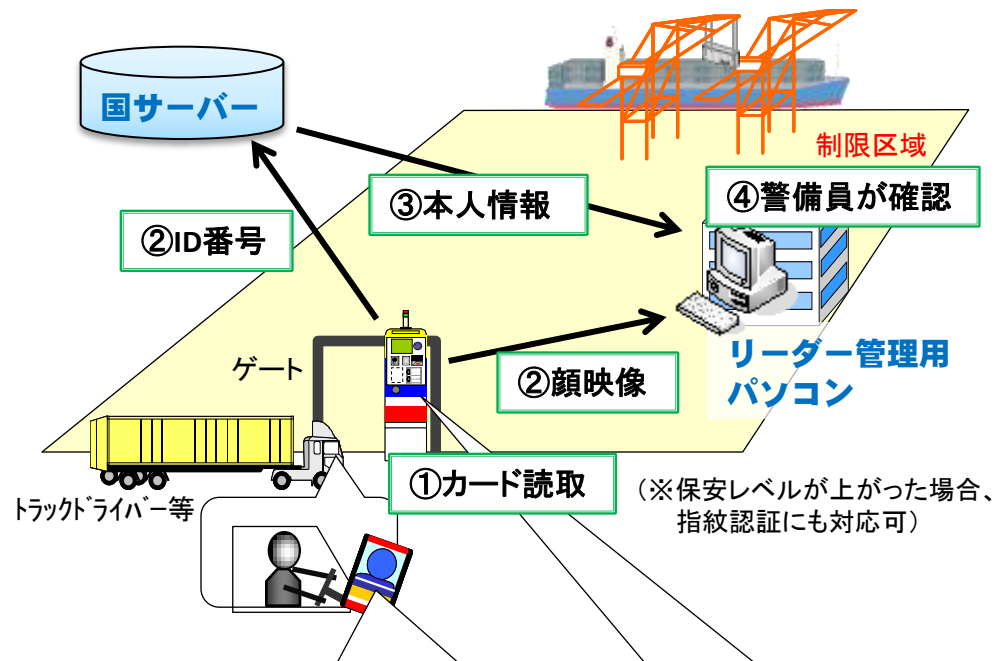 国サーバー
制限区域
③本人情報
④警備員が確認
②ID番号
リーダー管理用
パソコン
ゲート
②顔映像
①カード読取
(※保安レベルが上がった場合、
指紋認証にも対応可)
トラックドライバー等